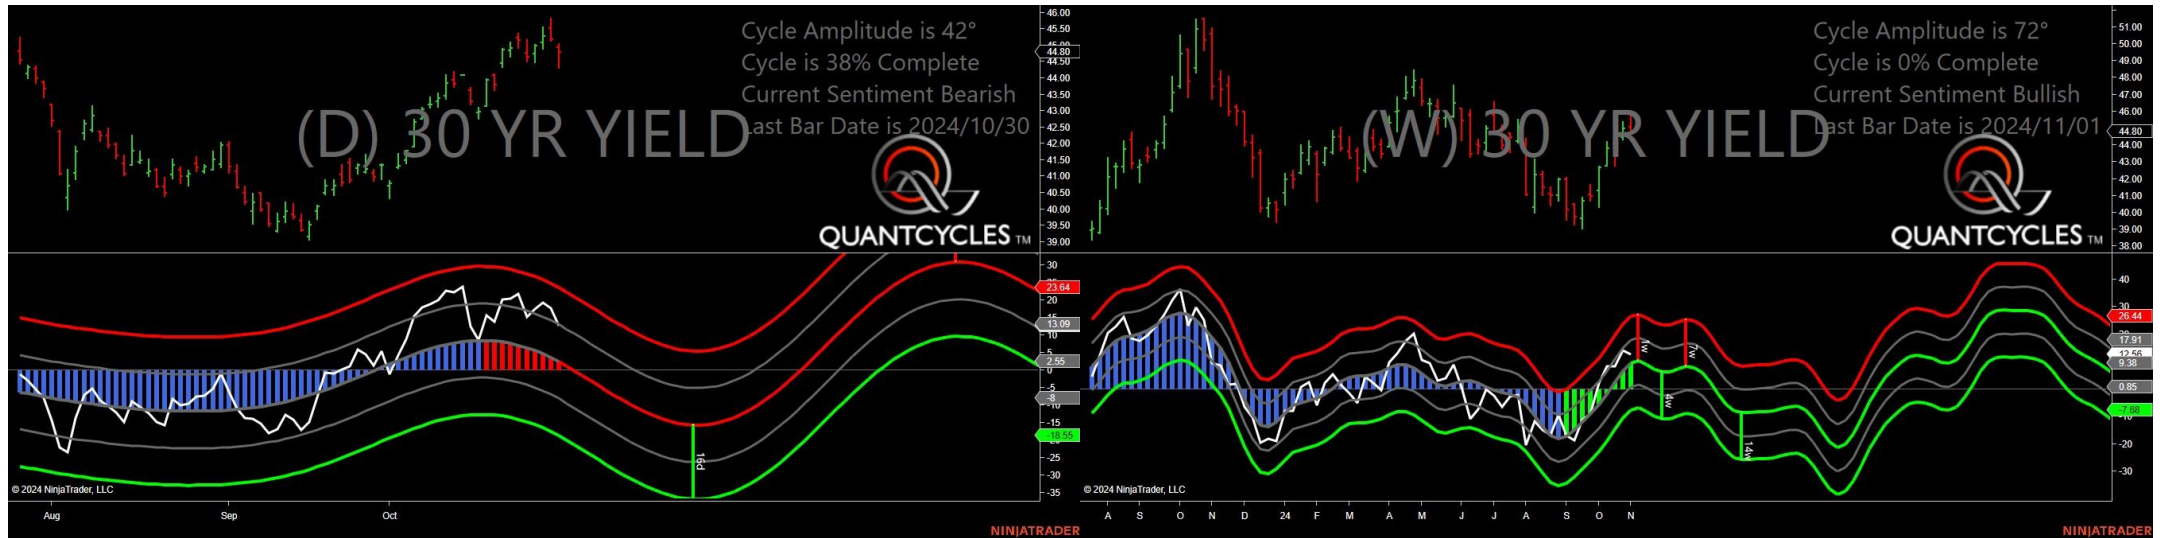 Cycle Amplitude is 42°
Cycle is 38% Complete
Current Sentiment Bearish
Last Bar Date is 2024/10/30
(D) 30 YR YIELD
QUANTCYCLES TM
46.00
45.50
44.80
44.50
44.00
43.50
43.00
42.50
42.00
41.50
41.00
40.50
40.00
39.50
39.00
30
23.64
20
15
13.09
10
5
2.55
0
-5
-8
-15
-18.55
-25
-30
-35
16d
© 2024 NinjaTrader, LLC
Aug Sep Oct
NINJATRADER
Cycle Amplitude is 72°
Cycle is 0% Complete
Current Sentiment Bullish
Last Bar Date is 2024/11/01
(W) 30 YR YIELD
QUANTCYCLES TM
51.00
50.00
49.00
48.00
47.00
46.00
44.80
44.00
43.00
42.00
41.00
40.00
39.00
38.00
40
30
26.44
17.91
12.56
9.38
0.85
-7.68
-20
-30
1w
7w
4w
14w
© 2024 NinjaTrader, LLC
A S O N D 24 F M A M J J A S O N
NINJATRADER